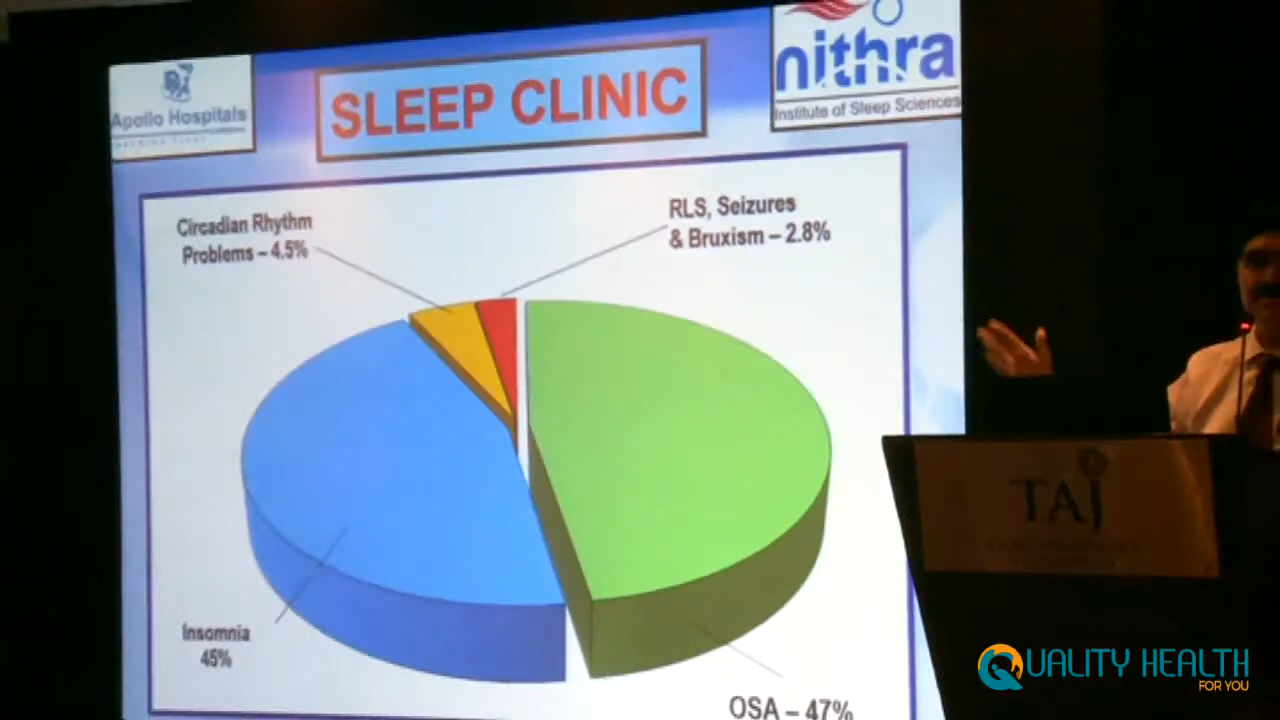 Apollo Hospitals
SLEEP CLINIC
nithra
Institute of Sleep Sciences
Circadian Rhythm
Problems – 4.5%
RLS, Seizures
& Bruxism – 2.8%
Insomnia
45%
OSA – 47%
TAJ
QUALITY HEALTH
FOR YOU